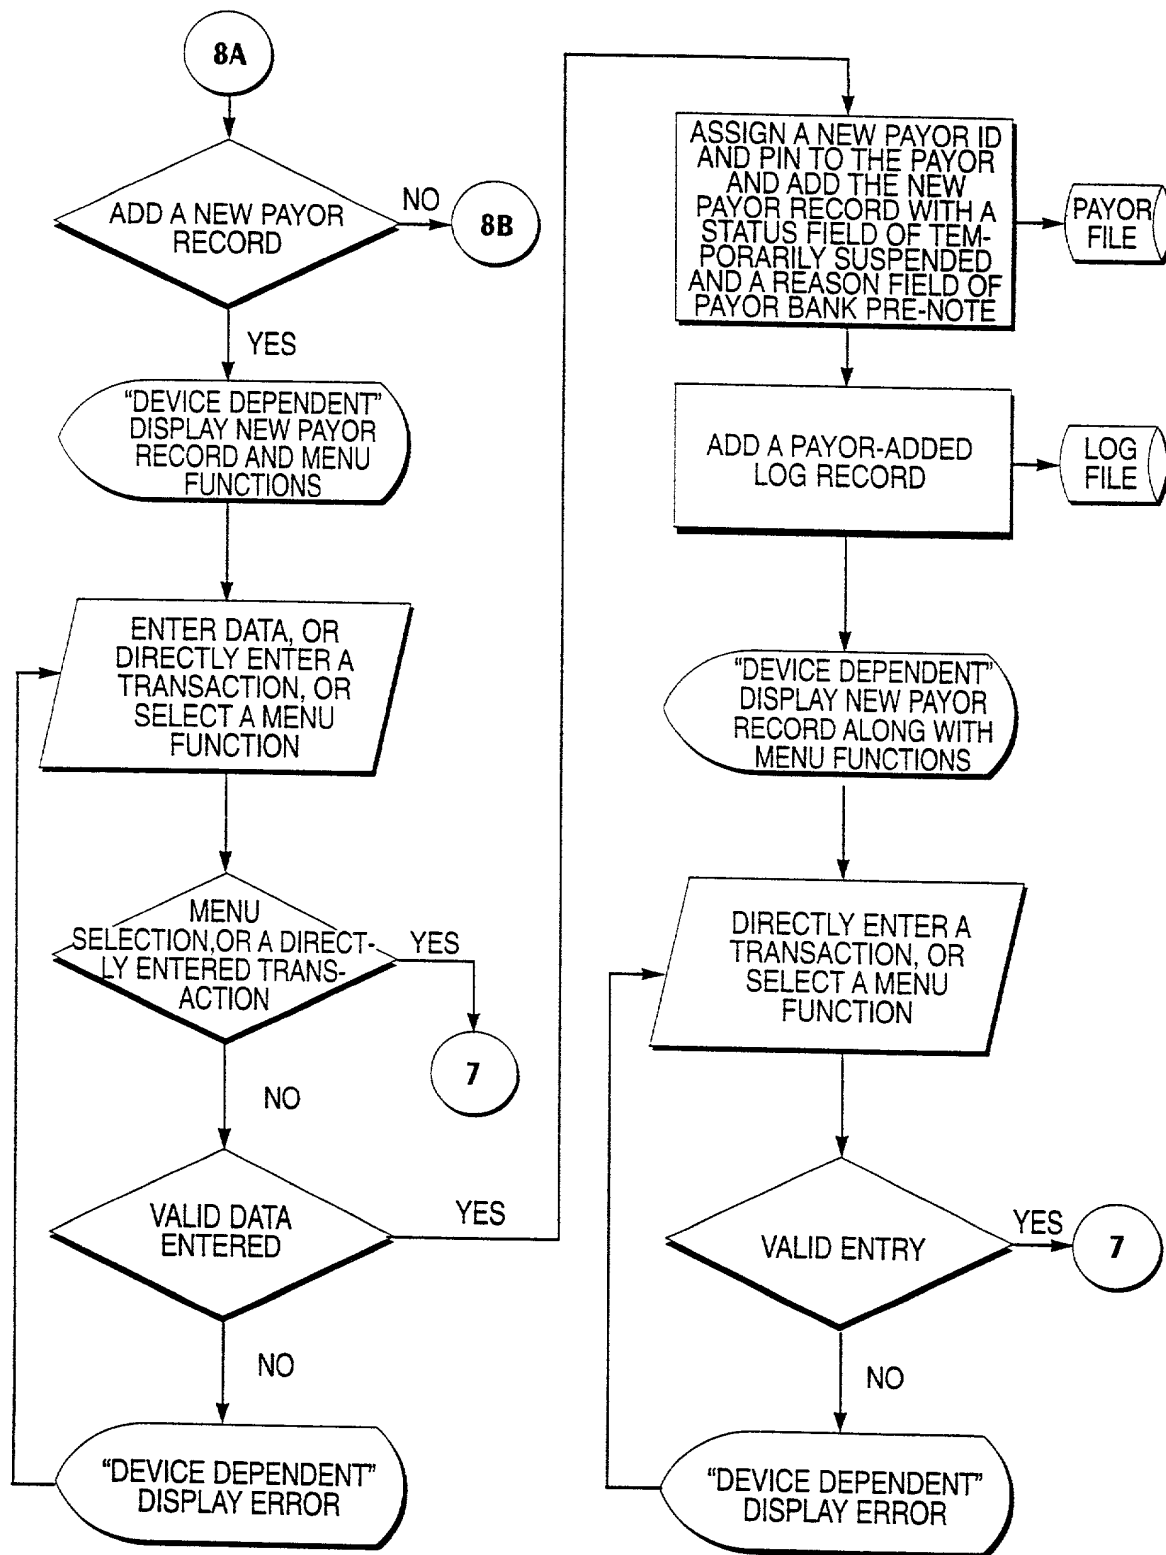 8A
ADD A NEW PAYOR
RECORD
NO
8B
YES
"DEVICE DEPENDENT"
DISPLAY NEW PAYOR
RECORD AND MENU
FUNCTIONS
ENTER DATA, OR
DIRECTLY ENTER A
TRANSACTION, OR
SELECT A MENU
FUNCTION
MENU
SELECTION,OR A DIRECT-
LY ENTERED TRANS-
ACTION
YES
7
NO
VALID DATA
ENTERED
YES
NO
"DEVICE DEPENDENT"
DISPLAY ERROR
ASSIGN A NEW PAYOR ID
AND PIN TO THE PAYOR
AND ADD THE NEW
PAYOR RECORD WITH A
STATUS FIELD OF TEM-
PORARILY SUSPENDED
AND A REASON FIELD OF
PAYOR BANK PRE-NOTE
PAYOR
FILE
ADD A PAYOR-ADDED
LOG RECORD
LOG
FILE
"DEVICE DEPENDENT"
DISPLAY NEW PAYOR
RECORD ALONG WITH
MENU FUNCTIONS
DIRECTLY ENTER A
TRANSACTION, OR
SELECT A MENU
FUNCTION
VALID ENTRY
YES
7
NO
"DEVICE DEPENDENT"
DISPLAY ERROR